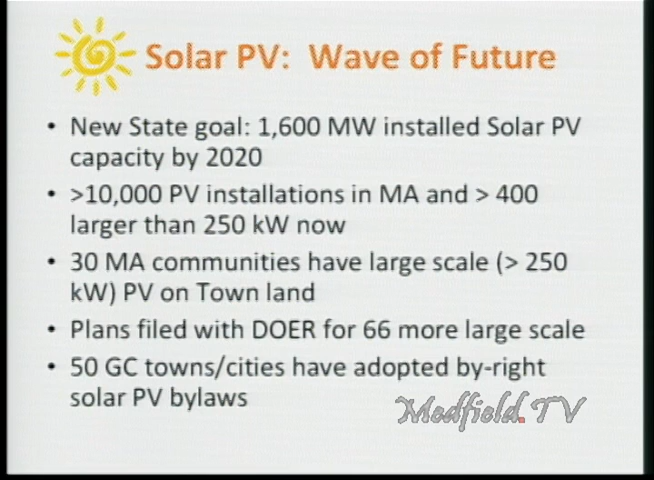 Solar PV: Wave of Future
• New State goal: 1,600 MW installed Solar PV
capacity by 2020
• >10,000 PV installations in MA and > 400
larger than 250 kW now
• 30 MA communities have large scale (> 250
kW) PV on Town land
• Plans filed with DOER for 66 more large scale
• 50 GC towns/cities have adopted by-right
solar PV bylaws
Medfield.TV